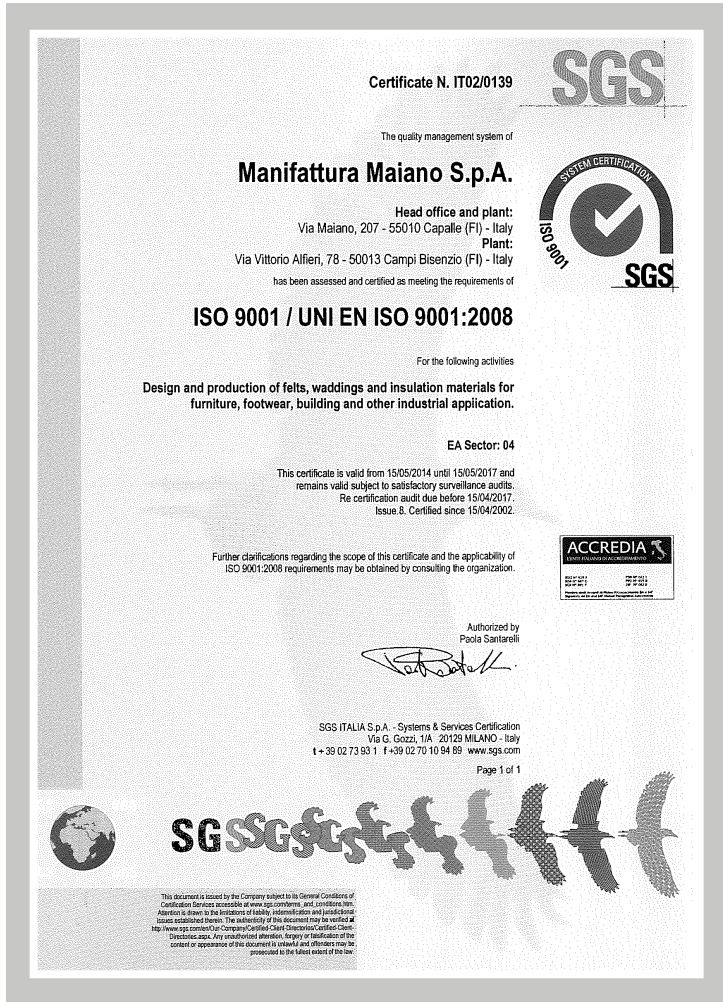 Certificate N. IT02/0139
SGS
The quality management system of
Manifattura Maiano S.p.A.
SYSTEM CERTIFICATION
ISO 9001
SGS
Head office and plant:
Via Maiano, 207 - 55010 Capalle (FI) - Italy
Plant:
Via Vittorio Alfieri, 78 - 50013 Campi Bisenzio (FI) - Italy
has been assessed and certified as meeting the requirements of
ISO 9001 / UNI EN ISO 9001:2008
For the following activities
Design and production of felts, waddings and insulation materials for
furniture, footwear, building and other industrial application.
EA Sector: 04
This certificate is valid from 15/05/2014 until 15/05/2017 and
remains valid subject to satisfactory surveillance audits.
Re certification audit due before 15/04/2017.
Issue.8. Certified since 15/04/2002.
Further clarifications regarding the scope of this certificate and the applicability of
ISO 9001:2008 requirements may be obtained by consulting the organization.
ACCREDIA
L'ENTE ITALIANO DI ACCREDITAMENTO
Authorized by
Paola Santarelli
SGS ITALIA S.p.A. - Systems & Services Certification
Via G. Gozzi, 1/A 20129 MILANO - Italy
t + 39 02 73 93 1 f +39 02 70 10 94 89 www.sgs.com
Page 1 of 1
SGSSGS
This document is issued by the Company subject to its General Conditions of
Certification Services accessible at www.sgs.com/terms_and_conditions.htm.
Attention is drawn to the limitations of liability, indemnification and jurisdictional
issues established therein. The authenticity of this document may be verified at
http://www.sgs.com/en/Our-Company/Certified-Client-Directories/Certified-Client-
Directories.aspx. Any unauthorized alteration, forgery or falsification of the
content or appearance of this document is unlawful and offenders may be
prosecuted to the fullest extent of the law.